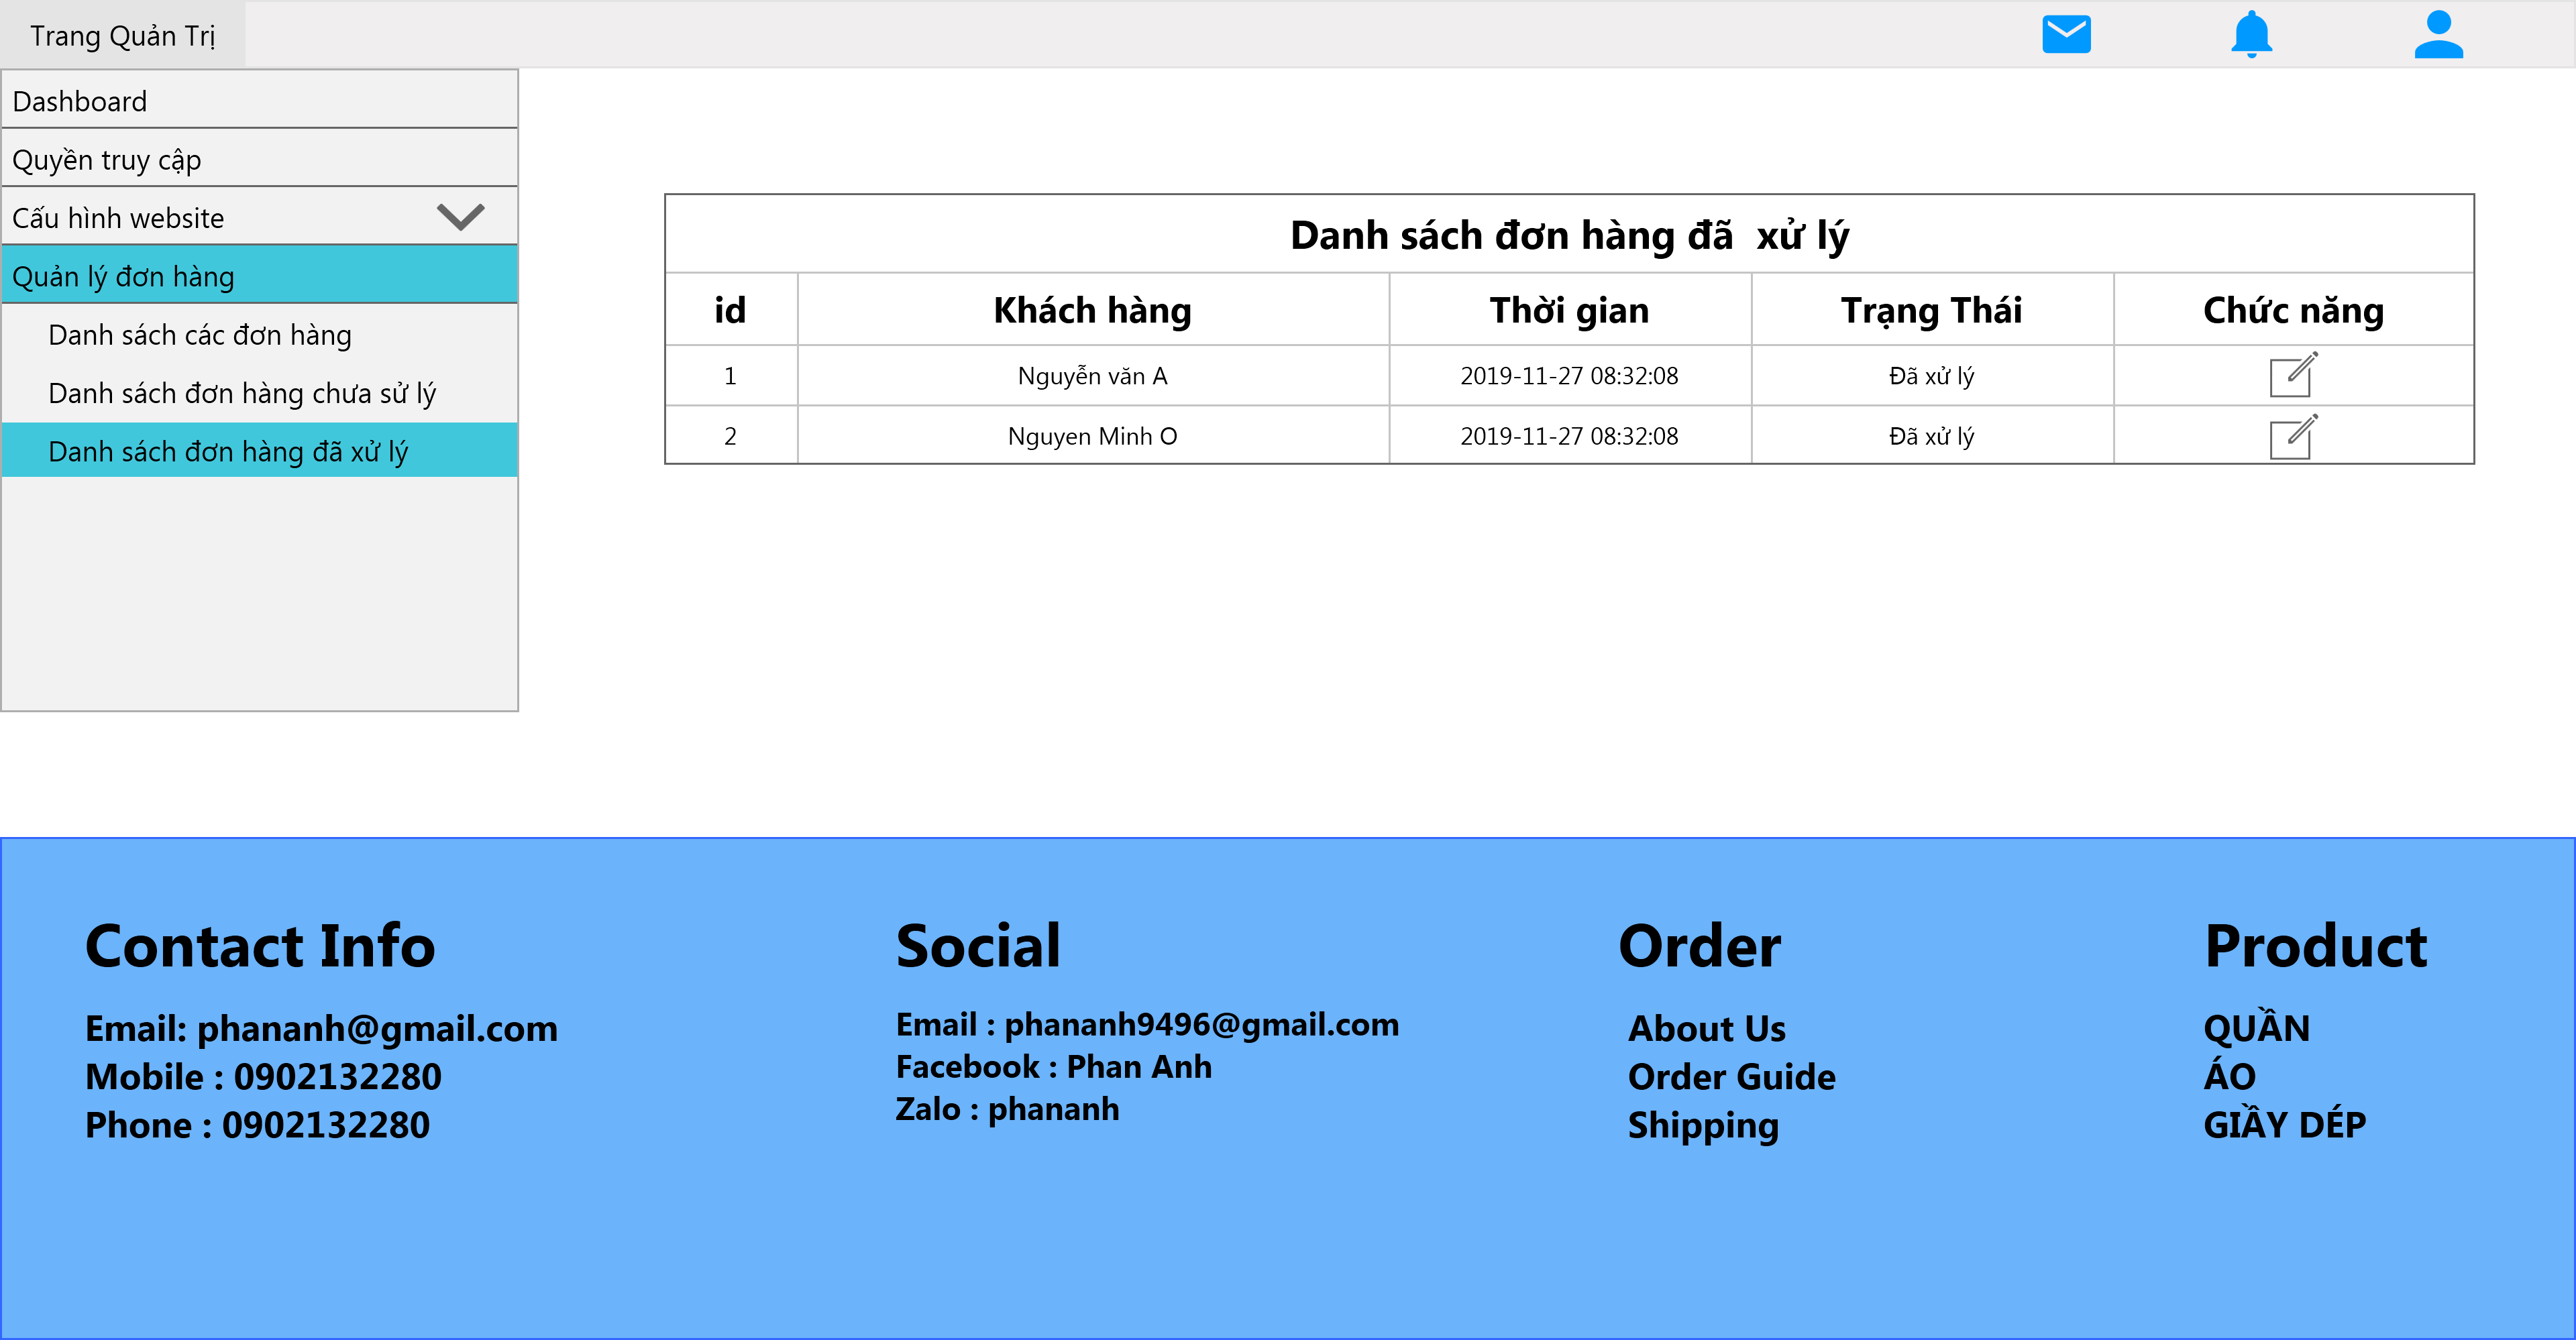 Trang Quản Trị
Dashboard
Quyền truy cập
Cấu hình website
Quản lý đơn hàng
Danh sách các đơn hàng
Danh sách đơn hàng chưa sử lý
Danh sách đơn hàng đã xử lý
Danh sách đơn hàng đã  xử lý
id Khách hàng Thời gian Trạng Thái Chức năng
1 Nguyễn văn A 2019-11-27 08:32:08 Đã xử lý
2 Nguyen Minh O 2019-11-27 08:32:08 Đã xử lý
Contact Info
Email: phananh@gmail.com
Mobile : 0902132280
Phone : 0902132280
Social
Email : phananh9496@gmail.com
Facebook : Phan Anh
Zalo : phananh
Order
About Us
Order Guide
Shipping
Product
QUẦN
ÁO
GIẦY DÉP